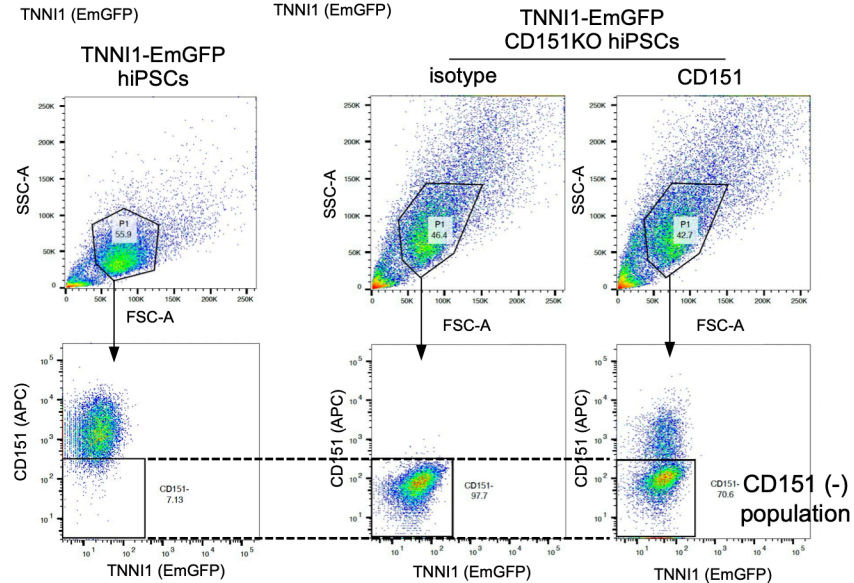 TNNI1 (EmGFP)
TNNI1 (EmGFP)
TNNI1-EmGFP
hiPSCs
TNNI1-EmGFP
CD151KO hiPSCs
isotype
CD151
250K
200K
150K
100K
50K
0
SSC-A
P1
55.9
0
50K
100K
150K
200K
250K
FSC-A
250K
200K
150K
100K
50K
0
SSC-A
P1
46.4
0
50K
100K
150K
200K
250K
FSC-A
250K
200K
150K
100K
50K
0
SSC-A
P1
42.7
0
50K
100K
150K
200K
250K
FSC-A
10^5
10^4
10^3
10^2
10^1
CD151 (APC)
CD151-
7.13
10^1
10^2
10^3
10^4
10^5
TNNI1 (EmGFP)
10^5
10^4
10^3
10^2
10^1
CD151 (APC)
CD151-
97.7
10^1
10^2
10^3
10^4
10^5
TNNI1 (EmGFP)
10^5
10^4
10^3
10^2
10^1
CD151 (APC)
CD151-
70.6
10^1
10^2
10^3
10^4
10^5
TNNI1 (EmGFP)
CD151 (-)
population